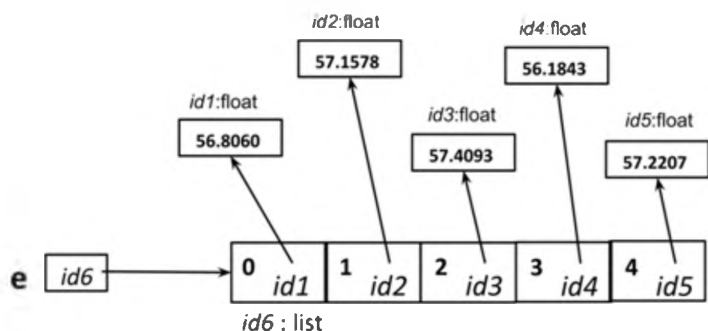 id2:float
57.1578
id4:float
56.1843
id1:float
56.8060
id3:float
57.4093
id5:float
57.2207
e
id6
0 id1
1 id2
2 id3
3 id4
4 id5
id6 : list